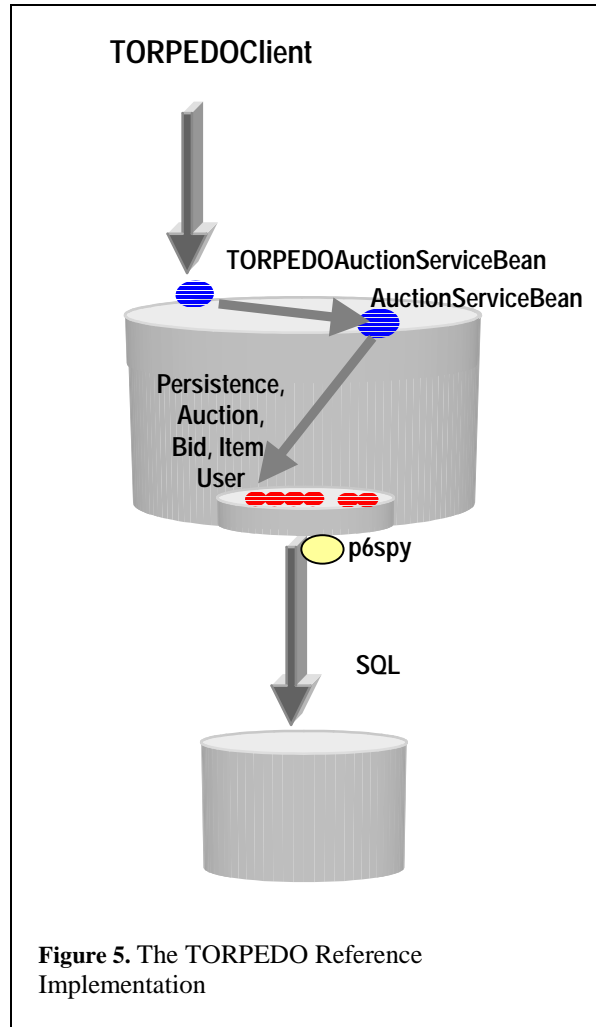 TORPEDOClient
TORPEDOAuctionServiceBean
AuctionServiceBean
Persistence,
Auction,
Bid, Item
User
p6spy
SQL
Figure 5. The TORPEDO Reference
Implementation